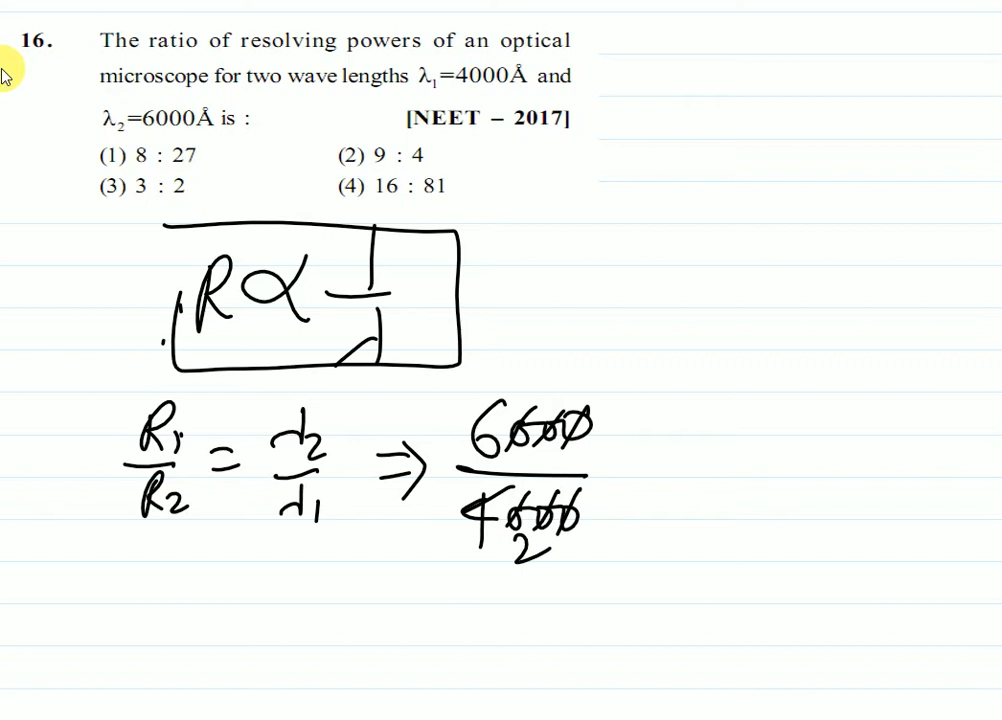 16. The ratio of resolving powers of an optical
microscope for two wave lengths λ₁=4000Å and
λ₂=6000Å is : [NEET – 2017]
(1) 8 : 27 (2) 9 : 4
(3) 3 : 2 (4) 16 : 81
R ∝ 1/λ
R₁/R₂ = λ₂/λ₁ ⇒ 6000/4000
2